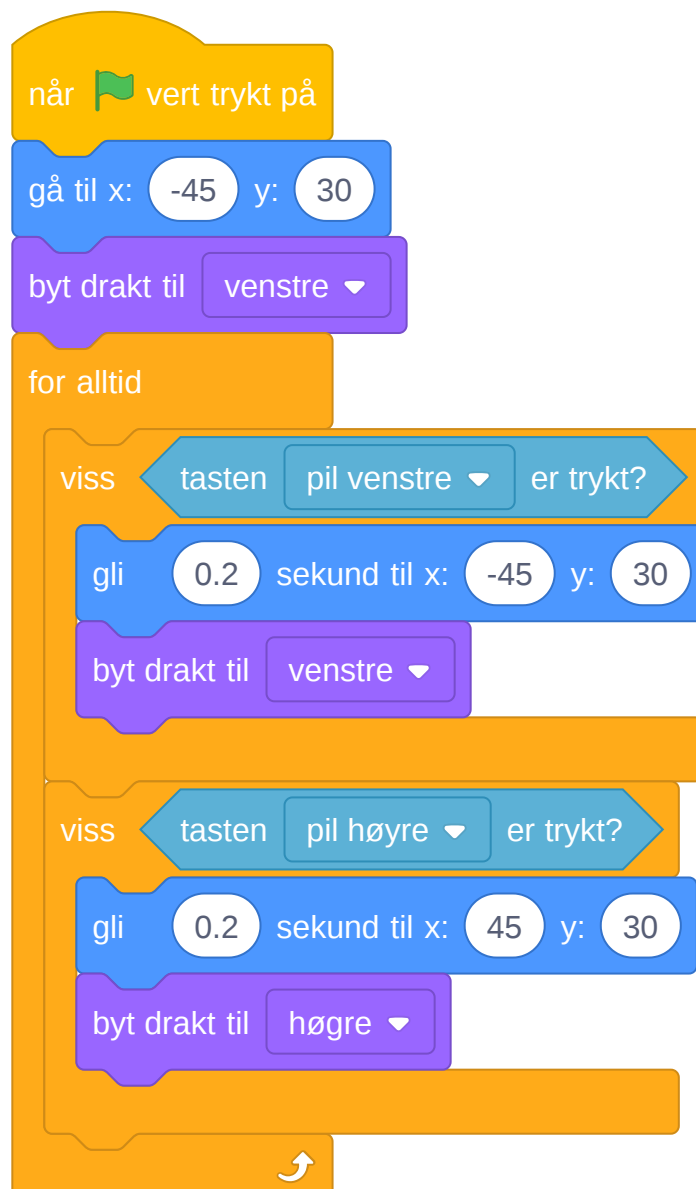 når vert trykt på
gå til x: -45 y: 30
byt drakt til venstre
for alltid
viss tasten pil venstre er trykt?
gli 0.2 sekund til x: -45 y: 30
byt drakt til venstre
viss tasten pil høyre er trykt?
gli 0.2 sekund til x: 45 y: 30
byt drakt til høgre